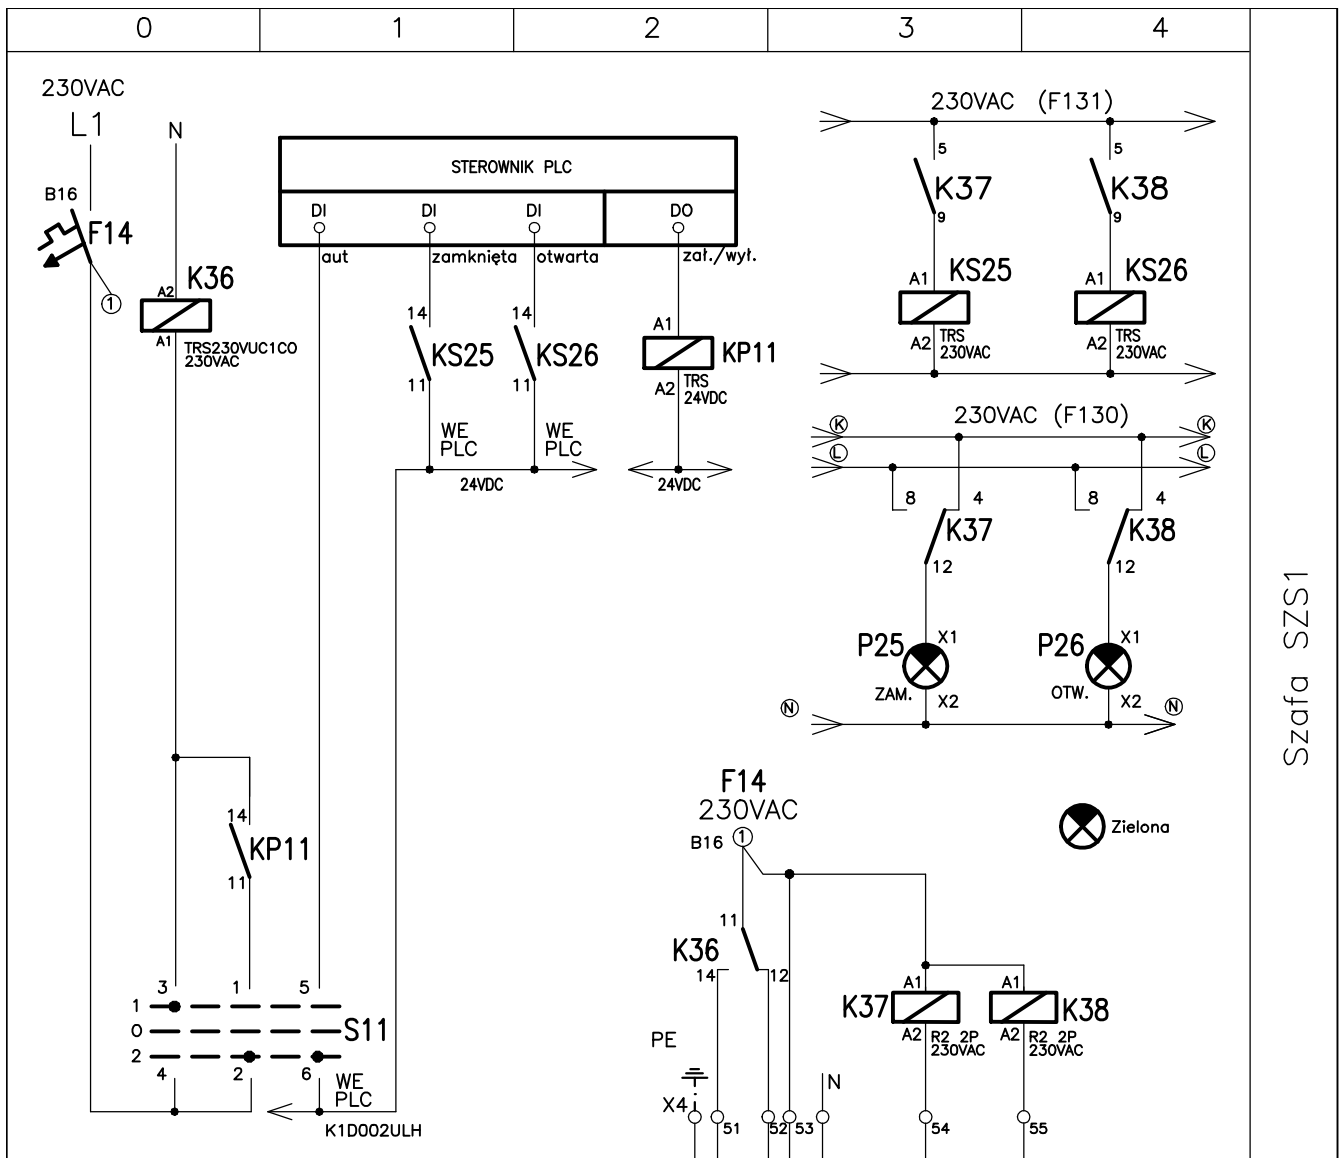 0 1 2 3 4
230VAC
L1
N
B16
F14
1
K36
A2
A1
TRS230VUC1CO
230VAC
STEROWNIK PLC
DI DI DI DO
aut zamknięta otwarta zał./wył.
14 14
KS25 KS26
11 11
A1
KP11
A2 TRS
24VDC
WE
PLC
WE
PLC
24VDC 24VDC
230VAC (F131)
5 5
K37 K38
9 9
A1 KS25 A1 KS26
A2 TRS
230VAC
A2 TRS
230VAC
230VAC (F130)
K K
L L
8 4 8 4
K37 K38
12 12
P25 X1 P26 X1
ZAM. X2 OTW. X2
N N
Zielona
Szafa SZS1
14
KP11
11
3 1 5
1
0 S11
2
4 2 6
WE
PLC
K1D002ULH
F14
230VAC
B16 1
11
K36
14 12
A1 A1
K37 K38
A2 R2 2P
230VAC
A2 R2 2P
230VAC
PE
N
X4 51 52 53 54 55